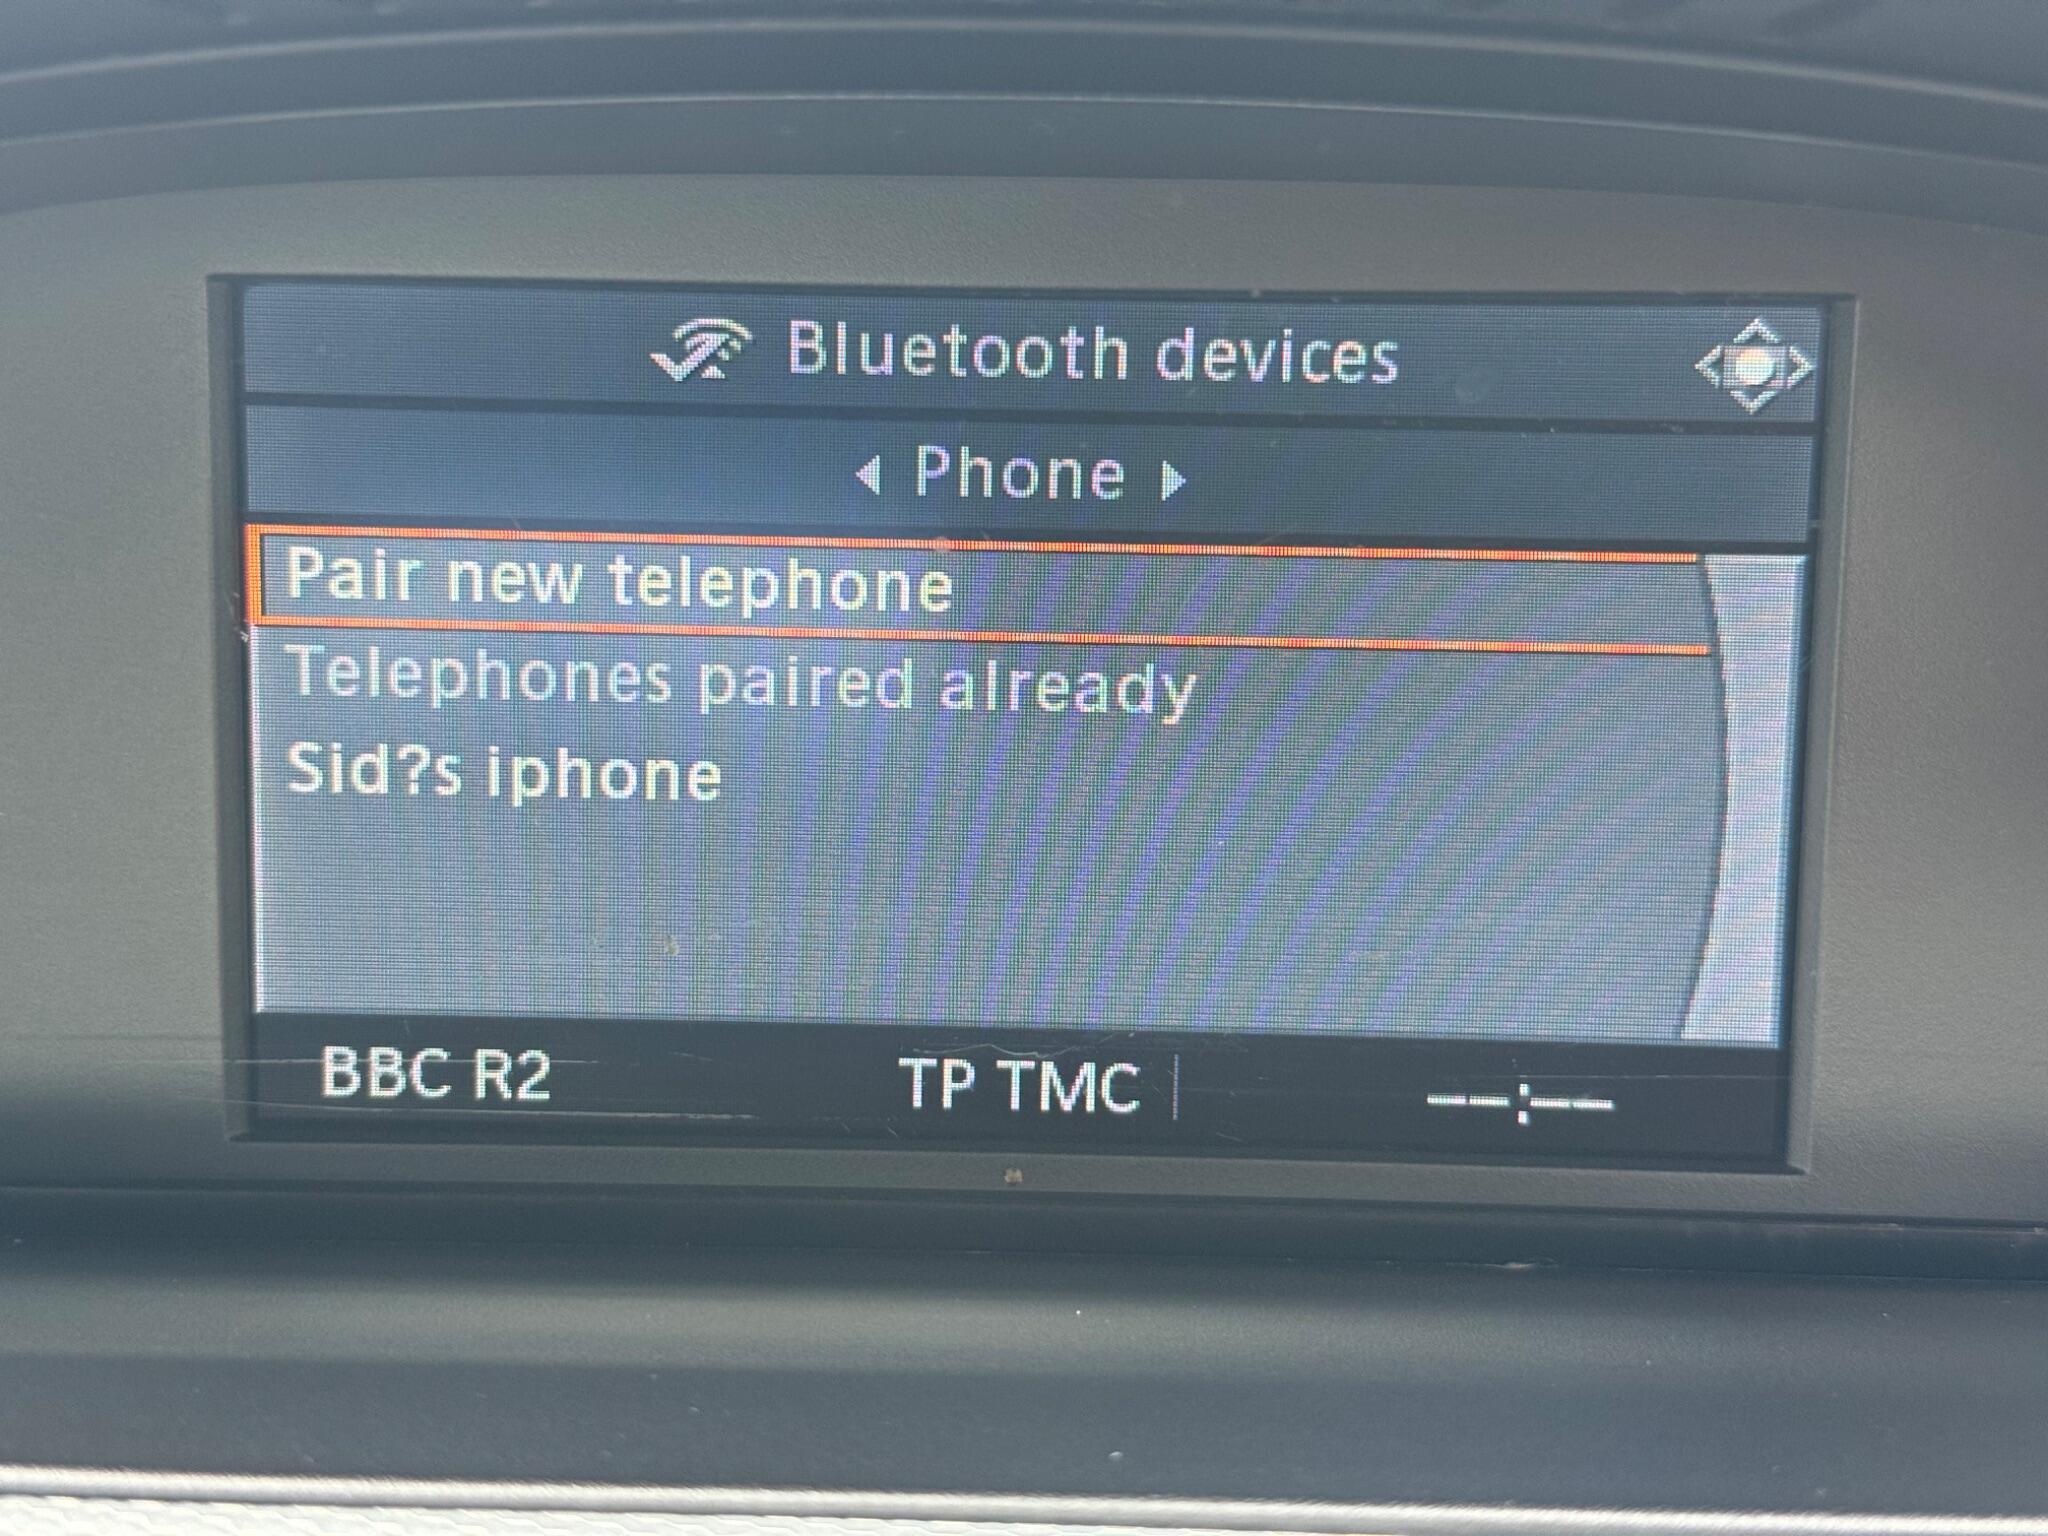 Bluetooth devices
Phone
Pair new telephone
Telephones paired already
Sid?s iphone
BBC R2 TP TMC --:--